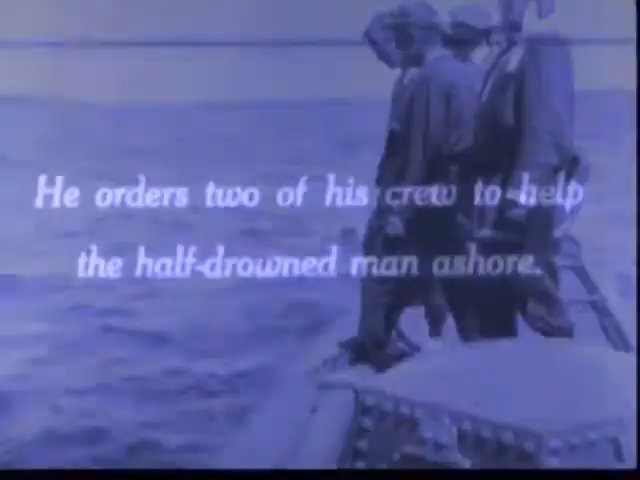 He orders two of his crew to help
the half-drowned man ashore.